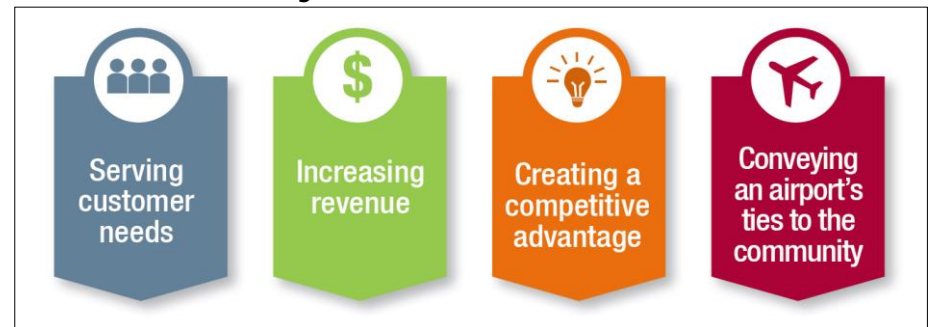 Serving
customer
needs
Increasing
revenue
Creating a
competitive
advantage
Conveying
an airport's
ties to the
community